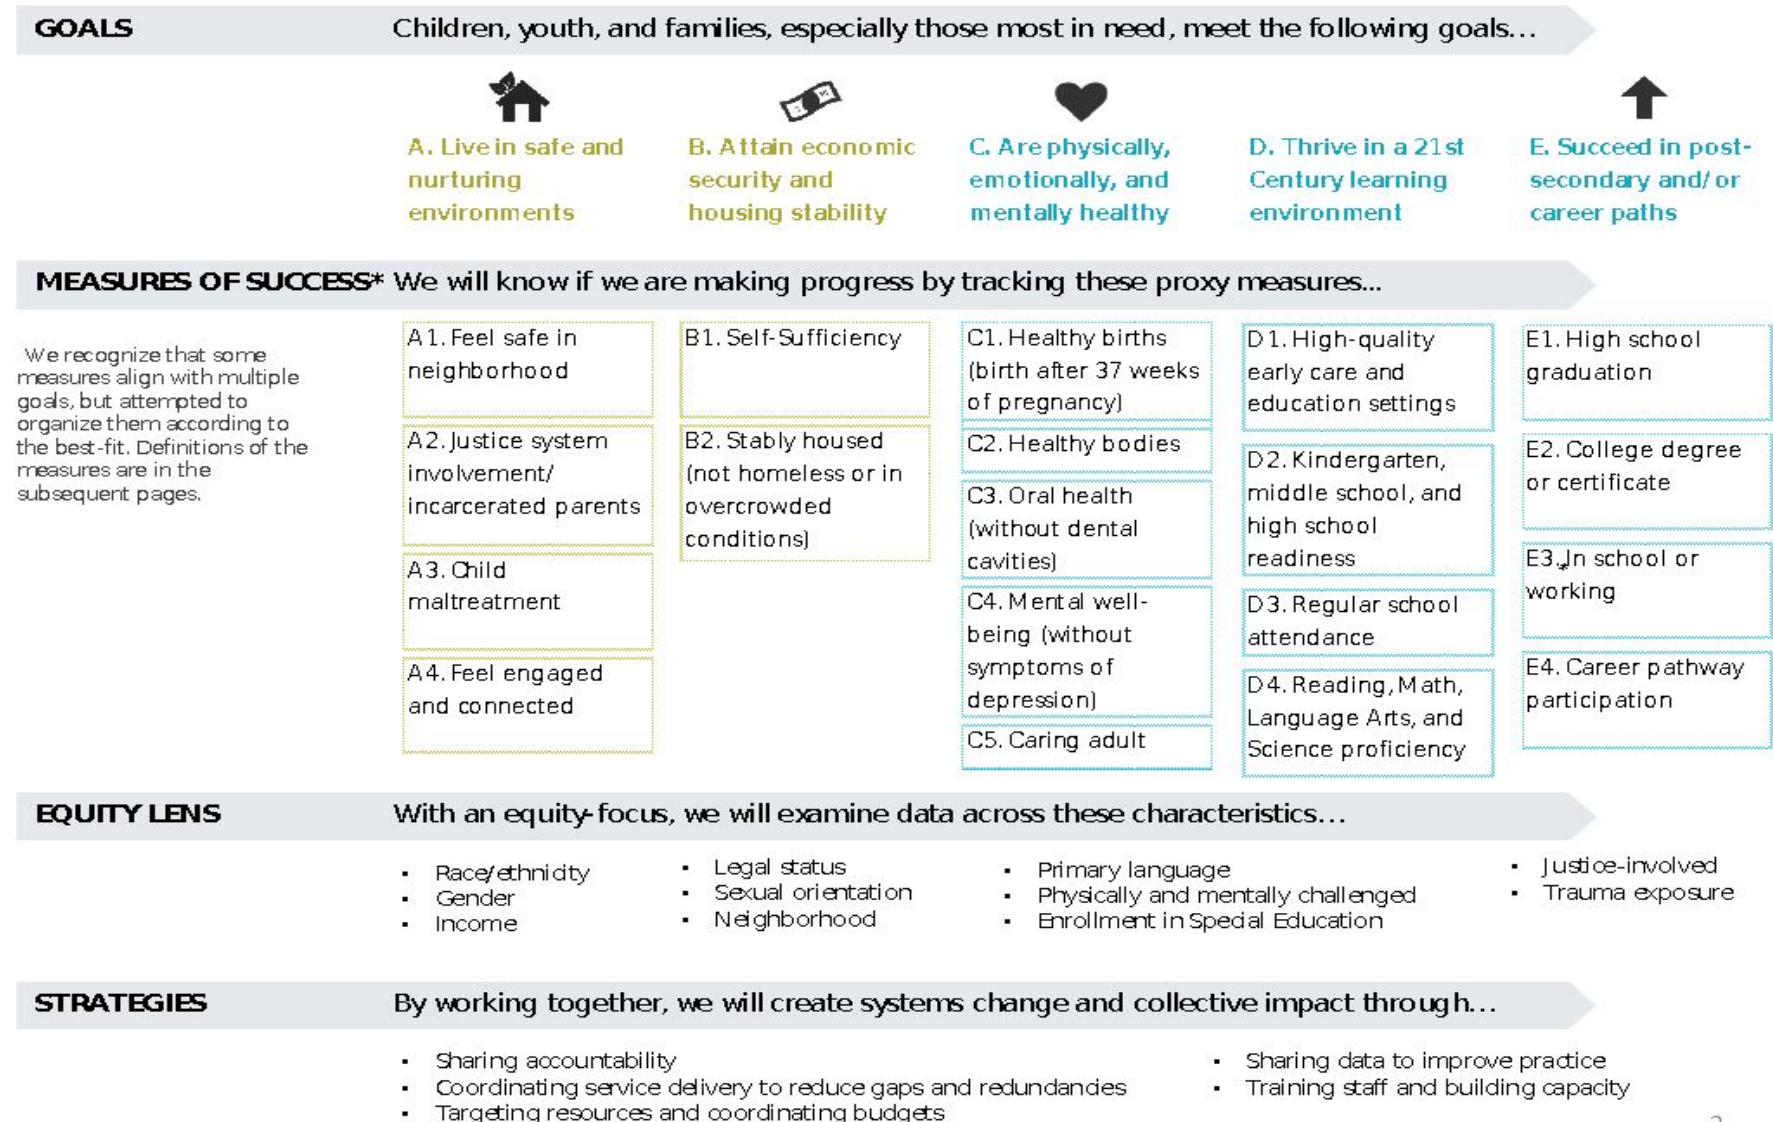 GOALS Children, youth, and families, especially those most in need, meet the following goals...
A. Live in safe and
nurturing
environments
B. Attain economic
security and
housing stability
C. Are physically,
emotionally, and
mentally healthy
D. Thrive in a 21st
Century learning
environment
E. Succeed in post-
secondary and/or
career paths
MEASURES OF SUCCESS* We will know if we are making progress by tracking these proxy measures...
We recognize that some
measures align with multiple
goals, but attempted to
organize them according to
the best-fit. Definitions of the
measures are in the
subsequent pages.
A1. Feel safe in
neighborhood
A2. Justice system
involvement/
incarcerated parents
A3. Child
maltreatment
A4. Feel engaged
and connected
B1. Self-Sufficiency
B2. Stably housed
(not homeless or in
overcrowded
conditions)
C1. Healthy births
(birth after 37 weeks
of pregnancy)
C2. Healthy bodies
C3. Oral health
(without dental
cavities)
C4. Mental well-
being (without
symptoms of
depression)
C5. Caring adult
D1. High-quality
early care and
education settings
D2. Kindergarten,
middle school, and
high school
readiness
D3. Regular school
attendance
D4. Reading, Math,
Language Arts, and
Science proficiency
E1. High school
graduation
E2. College degree
or certificate
E3. In school or
working
E4. Career pathway
participation
EQUITY LENS With an equity-focus, we will examine data across these characteristics...
▪ Race/ethnicity
▪ Gender
▪ Income
▪ Legal status
▪ Sexual orientation
▪ Neighborhood
▪ Primary language
▪ Physically and mentally challenged
▪ Enrollment in Special Education
▪ Justice-involved
▪ Trauma exposure
STRATEGIES By working together, we will create systems change and collective impact through...
▪ Sharing accountability
▪ Coordinating service delivery to reduce gaps and redundancies
▪ Targeting resources and coordinating budgets
▪ Sharing data to improve practice
▪ Training staff and building capacity